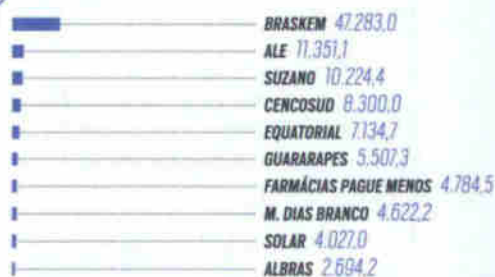 BRASKEM 47.283,0
ALE 11.351,1
SUZANO 10.224,4
CENCOSUD 8.300,0
EQUATORIAL 7.134,7
GUARARAPES 5.507,3
FARMÁCIAS PAGUE MENOS 4.784,5
M. DIAS BRANCO 4.622,2
SOLAR 4.027,0
ALBRAS 2.694,2